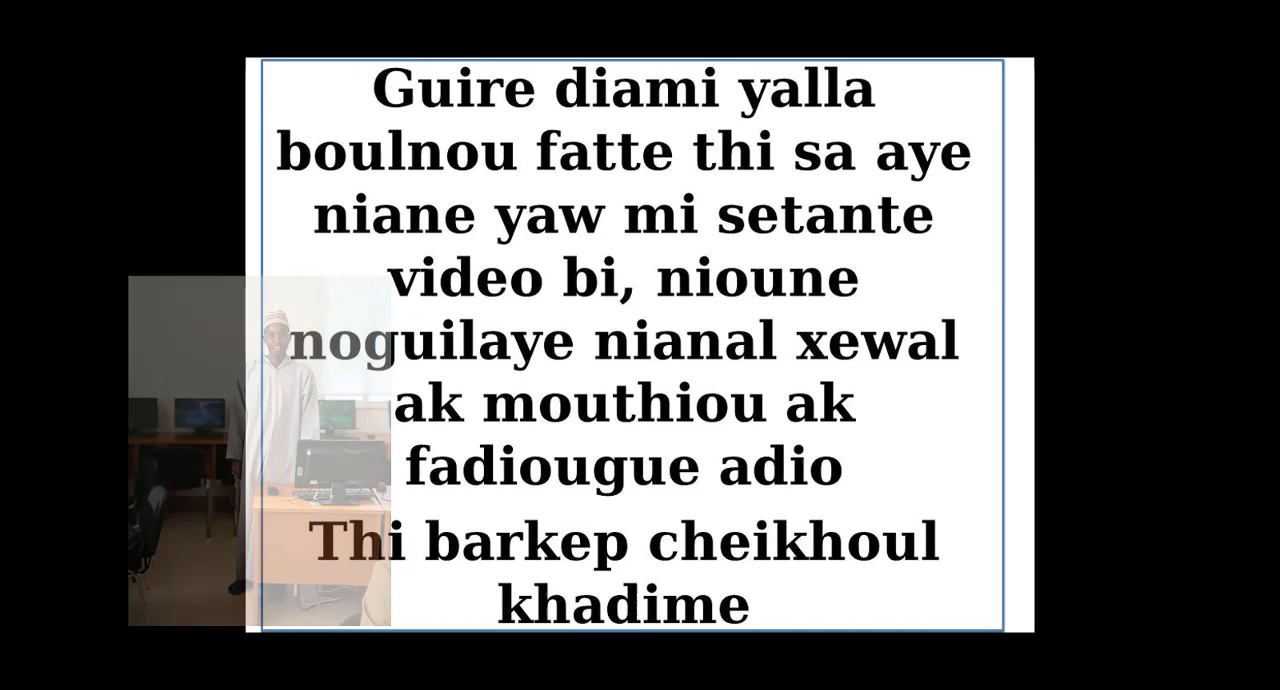 Guire diami yalla
boulnou fatte thi sa aye
niane yaw mi setante
video bi, nioune
noguilaye nianal xewal
ak mouthiou ak
fadiougue adio
Thi barkep cheikhoul
khadime